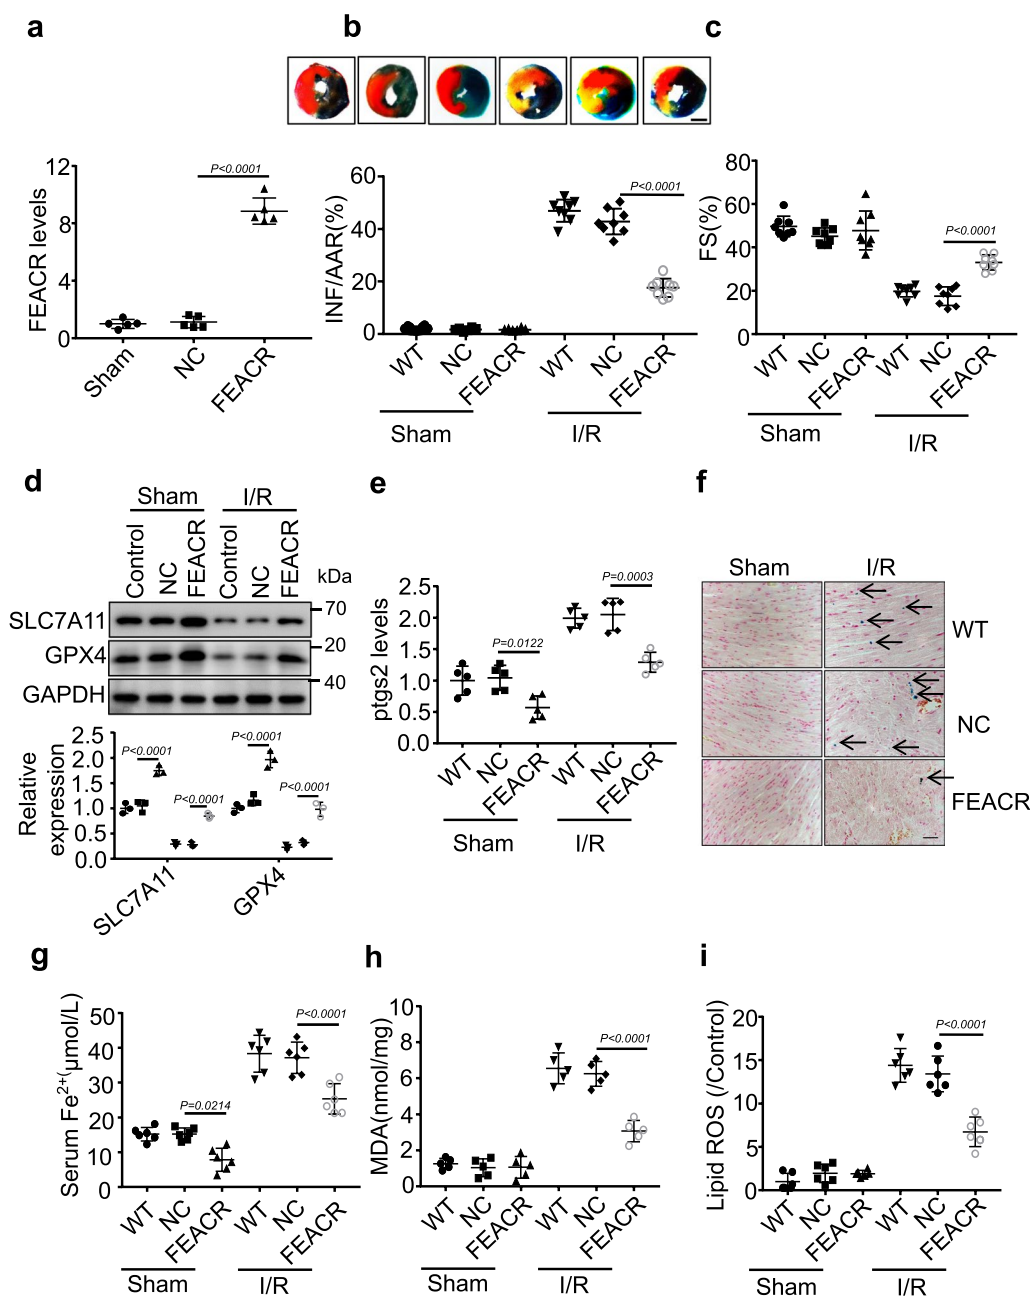 a
b
c
12
8
4
0
FEACR levels
P<0.0001
Sham
NC
FEACR
60
40
20
0
INF/AAR(%)
P<0.0001
WT
NC
FEACR
WT
NC
FEACR
Sham
I/R
80
60
40
20
0
FS(%)
P<0.0001
WT
NC
FEACR
WT
NC
FEACR
Sham
I/R
d
Sham
I/R
Control
NC
FEACR
Control
NC
FEACR
kDa
SLC7A11
70
GPX4
20
GAPDH
40
2.5
2.0
1.5
1.0
0.5
0.0
Relative
expression
P<0.0001
P<0.0001
P<0.0001
P<0.0001
SLC7A11
GPX4
e
2.5
2.0
1.5
1.0
0.5
0.0
ptgs2 levels
P=0.0122
P=0.0003
WT
NC
FEACR
WT
NC
FEACR
Sham
I/R
f
Sham
I/R
WT
NC
FEACR
g
50
40
30
20
10
0
Serum Fe2+(μmol/L)
P=0.0214
P<0.0001
WT
NC
FEACR
WT
NC
FEACR
Sham
I/R
h
10
8
6
4
2
0
MDA(nmol/mg)
P<0.0001
WT
NC
FEACR
WT
NC
FEACR
Sham
I/R
i
20
15
10
5
0
Lipid ROS (/Control)
P<0.0001
WT
NC
FEACR
WT
NC
FEACR
Sham
I/R